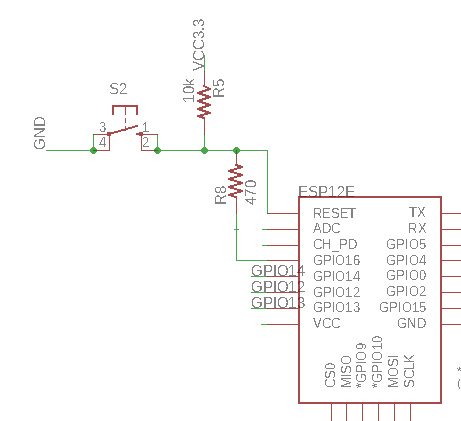 VCC3.3
10k
R5
S2
GND
3
1
4
2
R8
470
ESP12E
RESET
TX
ADC
RX
CH_PD
GPIO5
GPIO16
GPIO4
GPIO14
GPIO14
GPIO0
GPIO12
GPIO12
GPIO2
GPIO13
GPIO13
GPIO15
VCC
GND
CS0
MISO
*GPIO9
*GPIO10
MOSI
SCLK